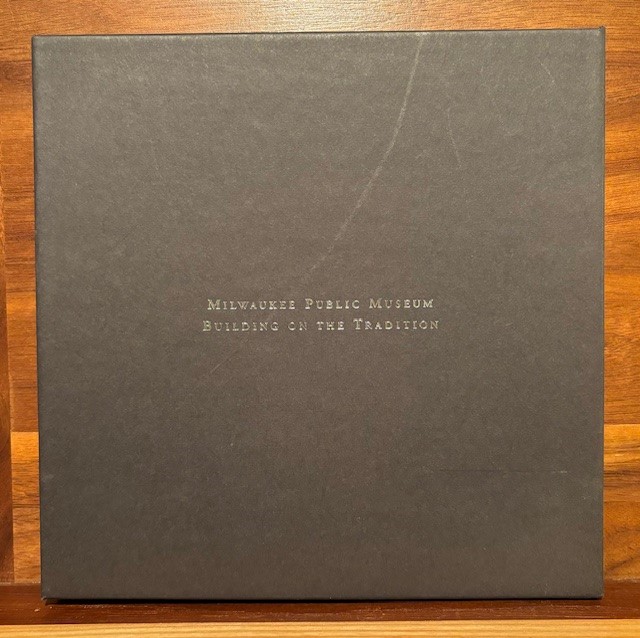 Milwaukee Public Museum
Building on the Tradition